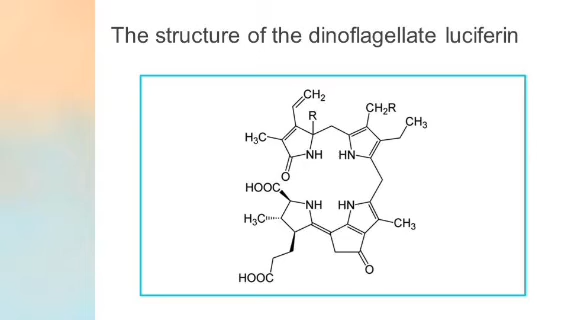 The structure of the dinoflagellate luciferin
CH₂
R
CH₂R
CH₃
H₃C
NH
HN
O
HOOC
NH
HN
H₃C
CH₃
O
HOOC